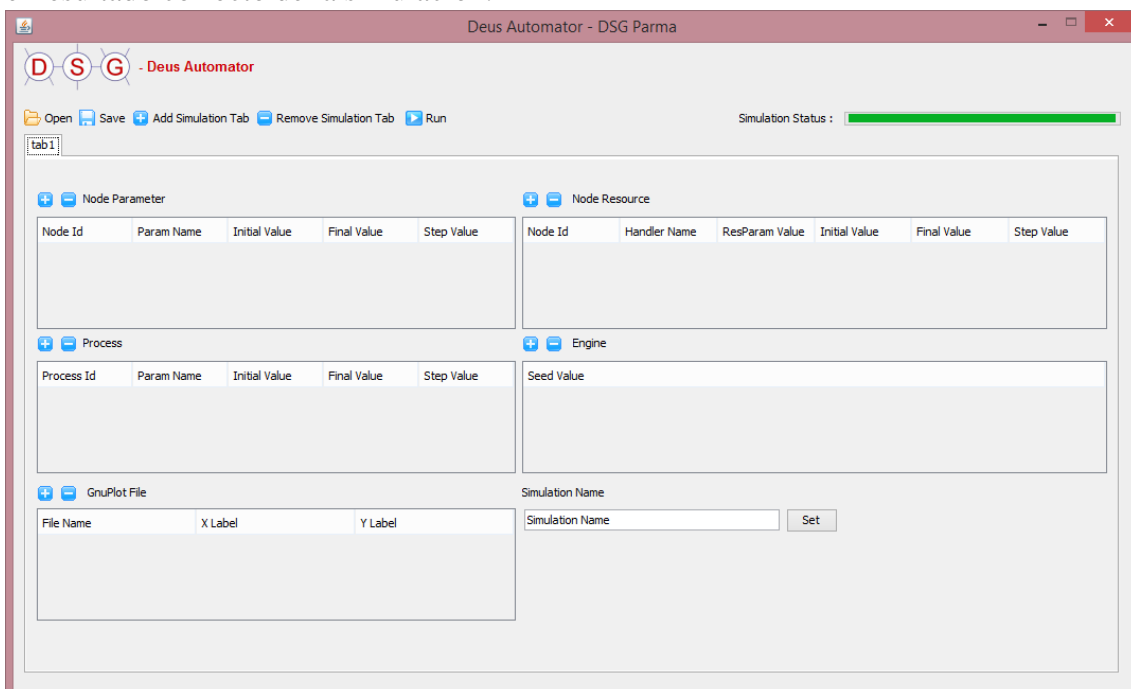 Deus Automator - DSG Parma
D S G - Deus Automator
Open Save Add Simulation Tab Remove Simulation Tab Run Simulation Status :
tab1
Node Parameter
Node Id Param Name Initial Value Final Value Step Value
Node Resource
Node Id Handler Name ResParam Value Initial Value Final Value Step Value
Process
Process Id Param Name Initial Value Final Value Step Value
Engine
Seed Value
GnuPlot File
File Name X Label Y Label
Simulation Name
Simulation Name Set